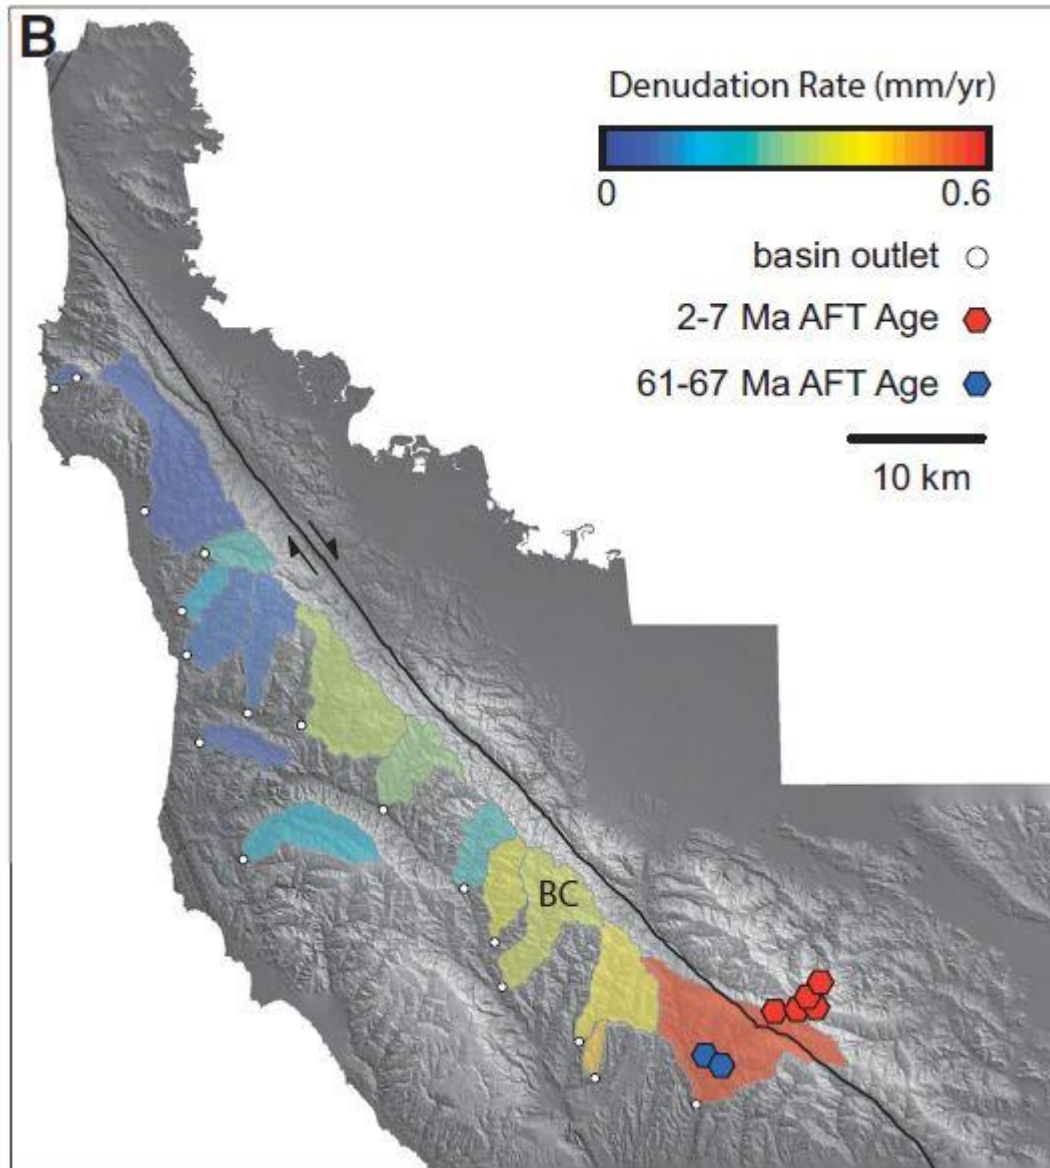 B
Denudation Rate (mm/yr)
0 0.6
basin outlet
2-7 Ma AFT Age
61-67 Ma AFT Age
10 km
BC